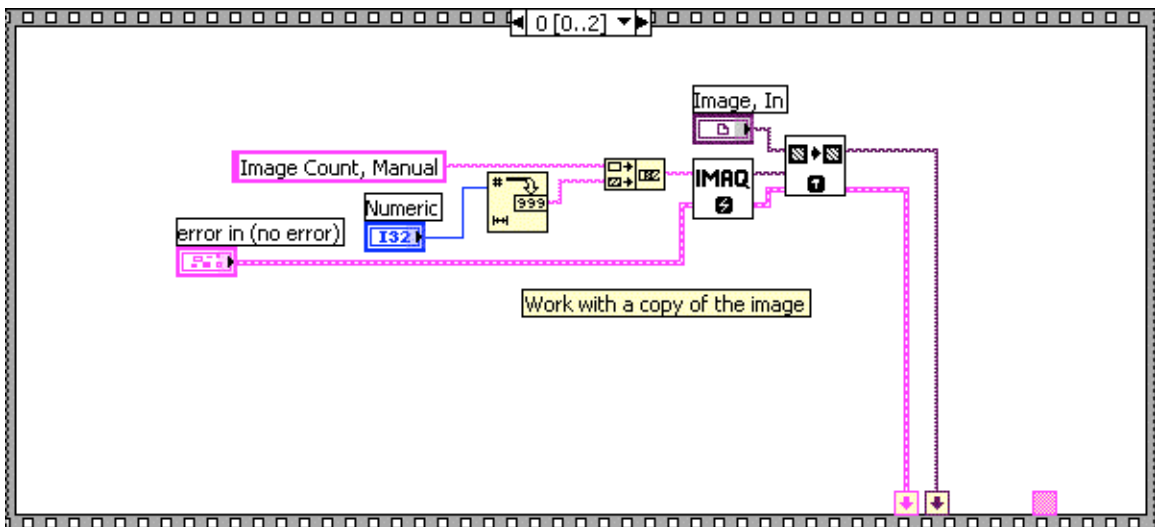 0 [0..2]
Image, In
Image Count, Manual
IMAQ
#
999
Numeric
I32
error in (no error)
Work with a copy of the image